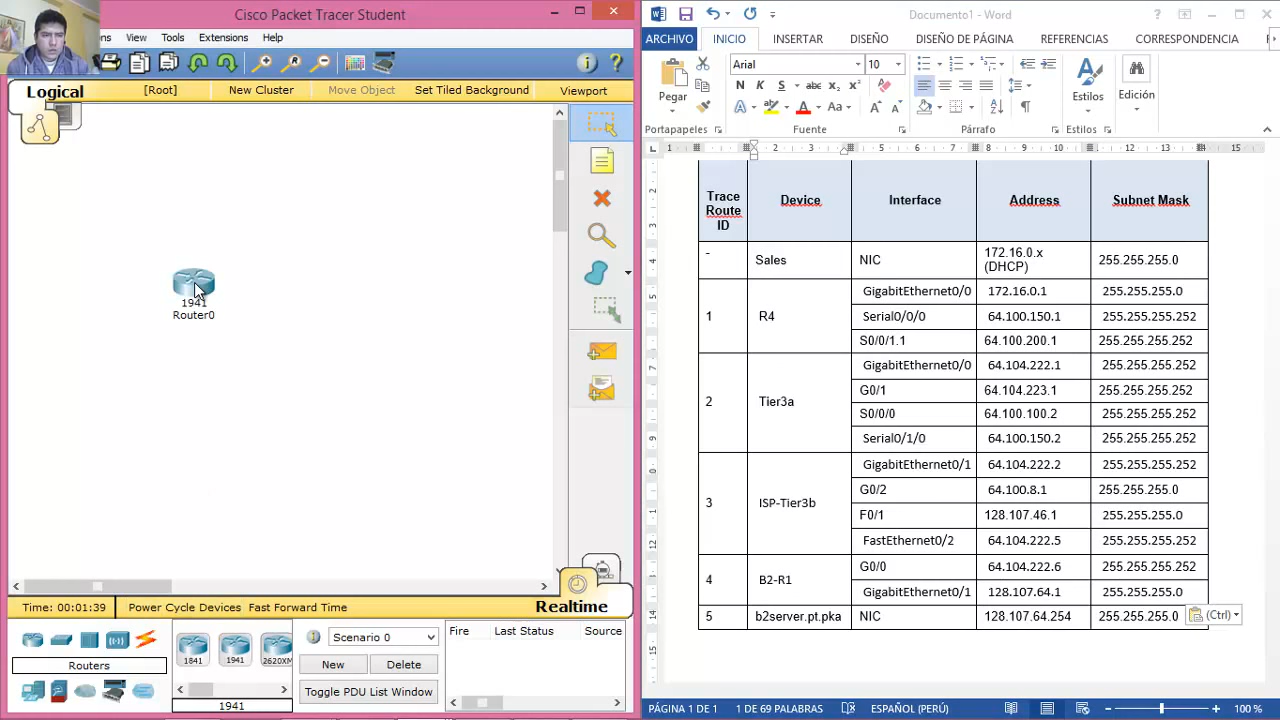 Cisco Packet Tracer Student
ns View Tools Extensions Help
Logical [Root] New Cluster Move Object Set Tiled Background Viewport
1941
Router0
Time: 00:01:39 Power Cycle Devices Fast Forward Time Realtime
Routers
1841 1941 2620XM
1941
Scenario 0
New Delete
Toggle PDU List Window
Fire Last Status Source
Documento1 - Word
ARCHIVO INICIO INSERTAR DISEÑO DISEÑO DE PÁGINA REFERENCIAS CORRESPONDENCIA
Arial 10
Pegar N K S abc x₂ x² Estilos Edición
Portapapeles Fuente Párrafo Estilos
Trace Route ID Device Interface Address Subnet Mask
- Sales NIC 172.16.0.x (DHCP) 255.255.255.0
1 R4 GigabitEthernet0/0 172.16.0.1 255.255.255.0
Serial0/0/0 64.100.150.1 255.255.255.252
S0/0/1.1 64.100.200.1 255.255.255.252
2 Tier3a GigabitEthernet0/0 64.104.222.1 255.255.255.252
G0/1 64.104.223.1 255.255.255.252
S0/0/0 64.100.100.2 255.255.255.252
Serial0/1/0 64.100.150.2 255.255.255.252
3 ISP-Tier3b GigabitEthernet0/1 64.104.222.2 255.255.255.252
G0/2 64.100.8.1 255.255.255.0
F0/1 128.107.46.1 255.255.255.0
FastEthernet0/2 64.104.222.5 255.255.255.252
4 B2-R1 G0/0 64.104.222.6 255.255.255.252
GigabitEthernet0/1 128.107.64.1 255.255.255.0
5 b2server.pt.pka NIC 128.107.64.254 255.255.255.0
(Ctrl)
PÁGINA 1 DE 1 1 DE 69 PALABRAS ESPAÑOL (PERÚ) 100 %